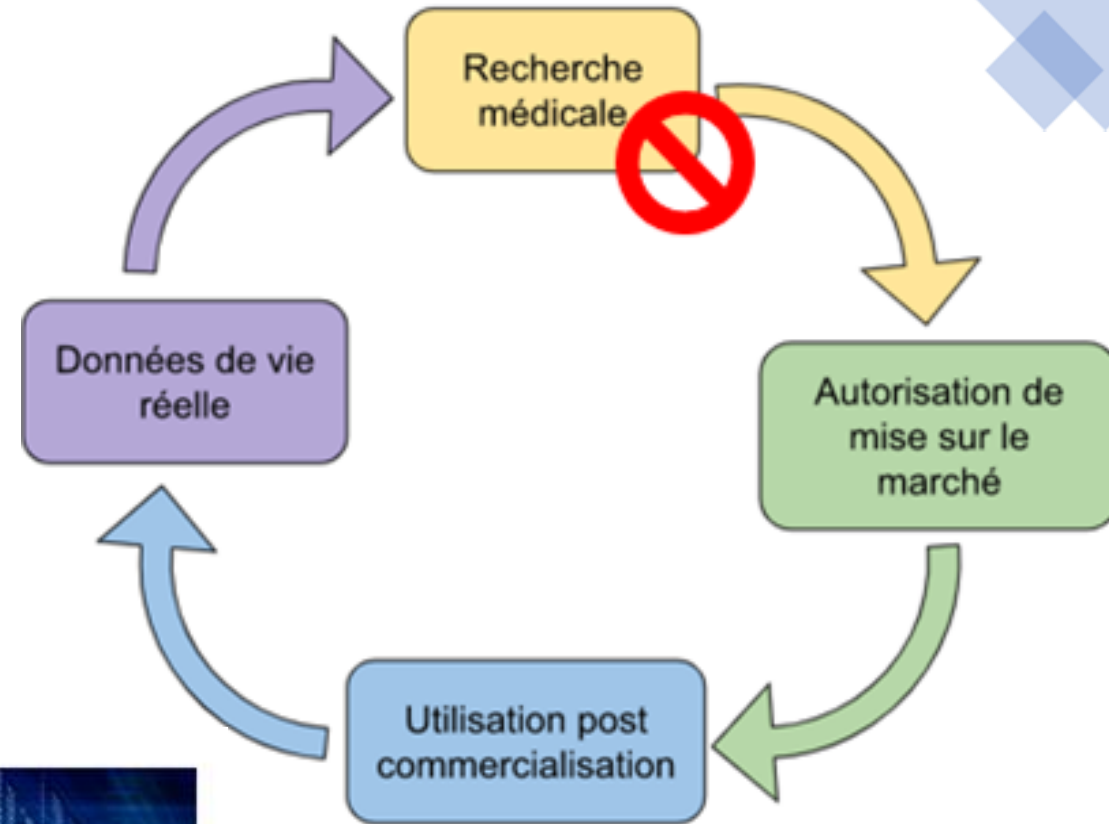 Recherche
médicale
Autorisation de
mise sur le
marché
Utilisation post
commercialisation
Données de vie
réelle